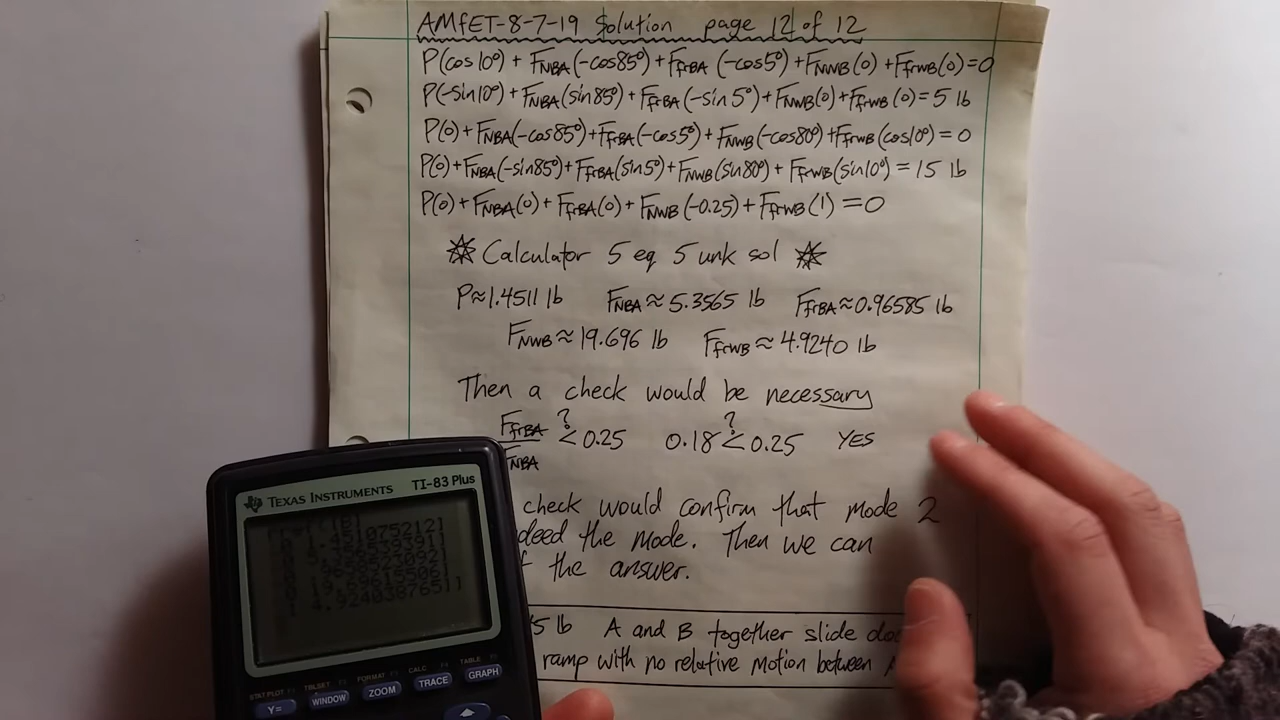 AMfET-8-7-19 Solution page 12 of 12
P(cos10°) + FNBA(-cos85°) + FfrBA(-cos5°) + FNWB(0) + FfrWB(0) = 0
P(-sin10°) + FNBA(sin85°) + FfrBA(-sin5°) + FNWB(0) + FfrWB(0) = 5 lb
P(0) + FNBA(-cos85°) + FfrBA(-cos5°) + FNWB(-cos80°) + FfrWB(cos10°) = 0
P(0) + FNBA(-sin85°) + FfrBA(sin5°) + FNWB(sin80°) + FfrWB(sin10°) = 15 lb
P(0) + FNBA(0) + FfrBA(0) + FNWB(-0.25) + FfrWB(1) = 0
Calculator 5 eq 5 unk sol
P≈1.4511 lb FNBA≈5.3565 lb FfrBA≈0.96585 lb
FNWB≈19.696 lb FfrWB≈4.9240 lb
Then a check would be necessary
FfrBA/FNBA <? 0.25 0.18 <? 0.25 YES
check would confirm that mode 2
deed the mode. Then we can
the answer.
5 lb A and B together slide
ramp with no relative motion between
TEXAS INSTRUMENTS TI-83 Plus
4.924038765]]
STAT PLOT F1 TBLSET F2 FORMAT F3 CALC F4 TABLE F5
Y= WINDOW ZOOM TRACE GRAPH